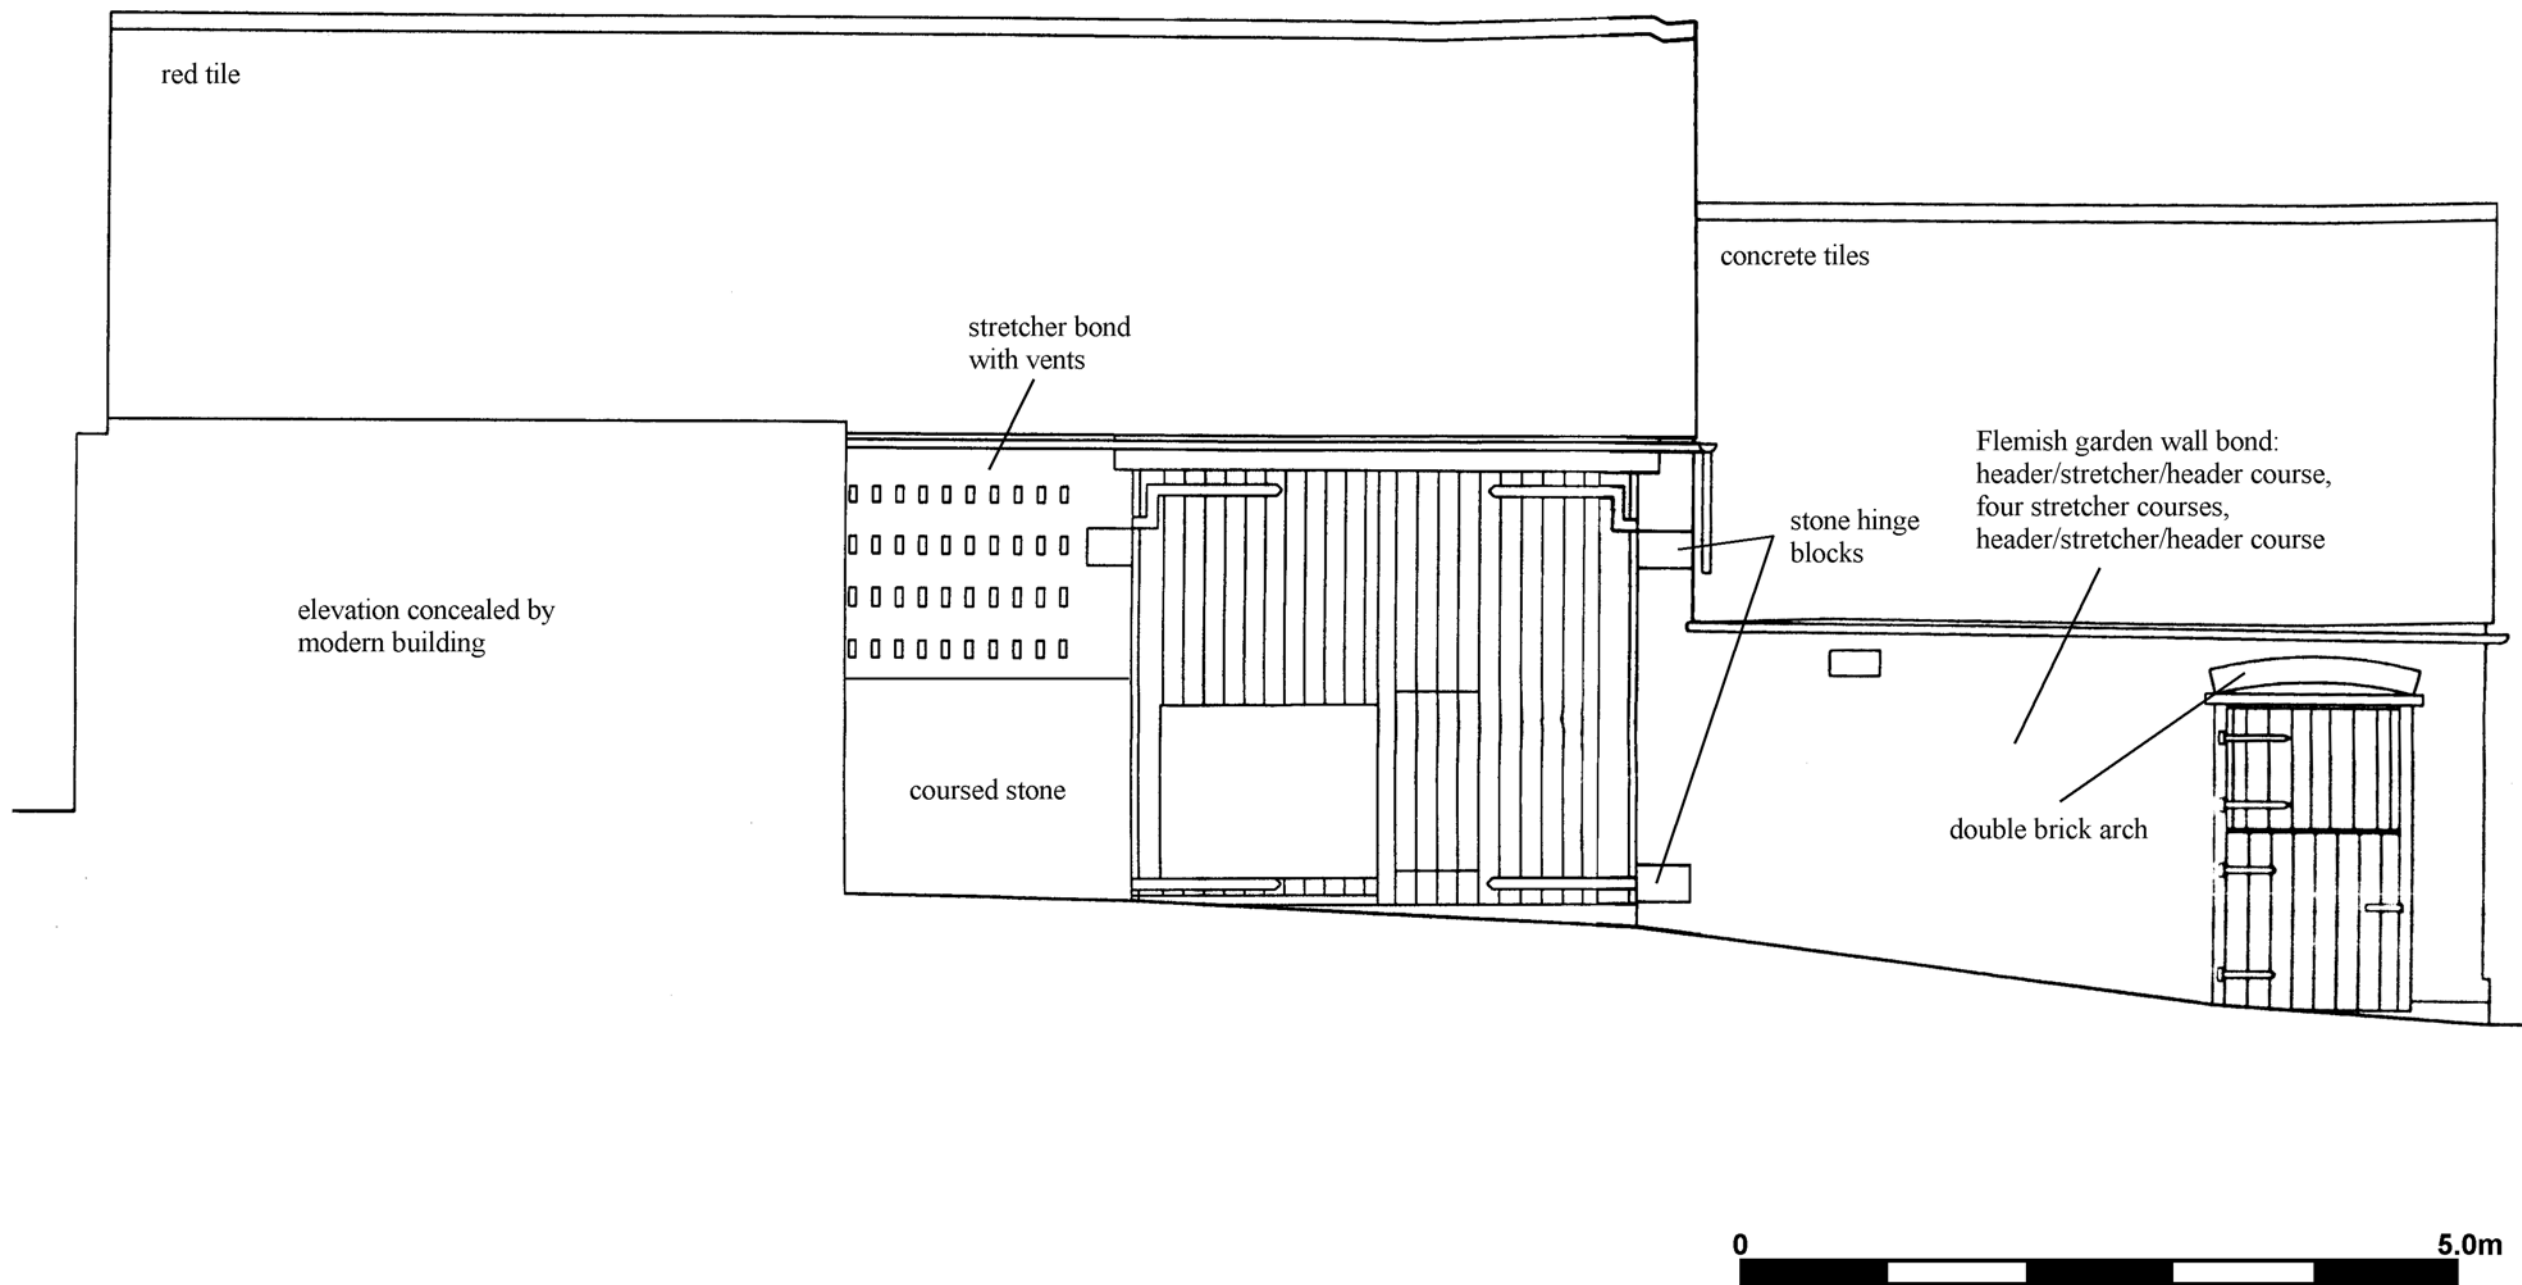 red tile
concrete tiles
stretcher bond
with vents
Flemish garden wall bond:
header/stretcher/header course,
four stretcher courses,
header/stretcher/header course
stone hinge
blocks
elevation concealed by
modern building
coursed stone
double brick arch
0
5.0m